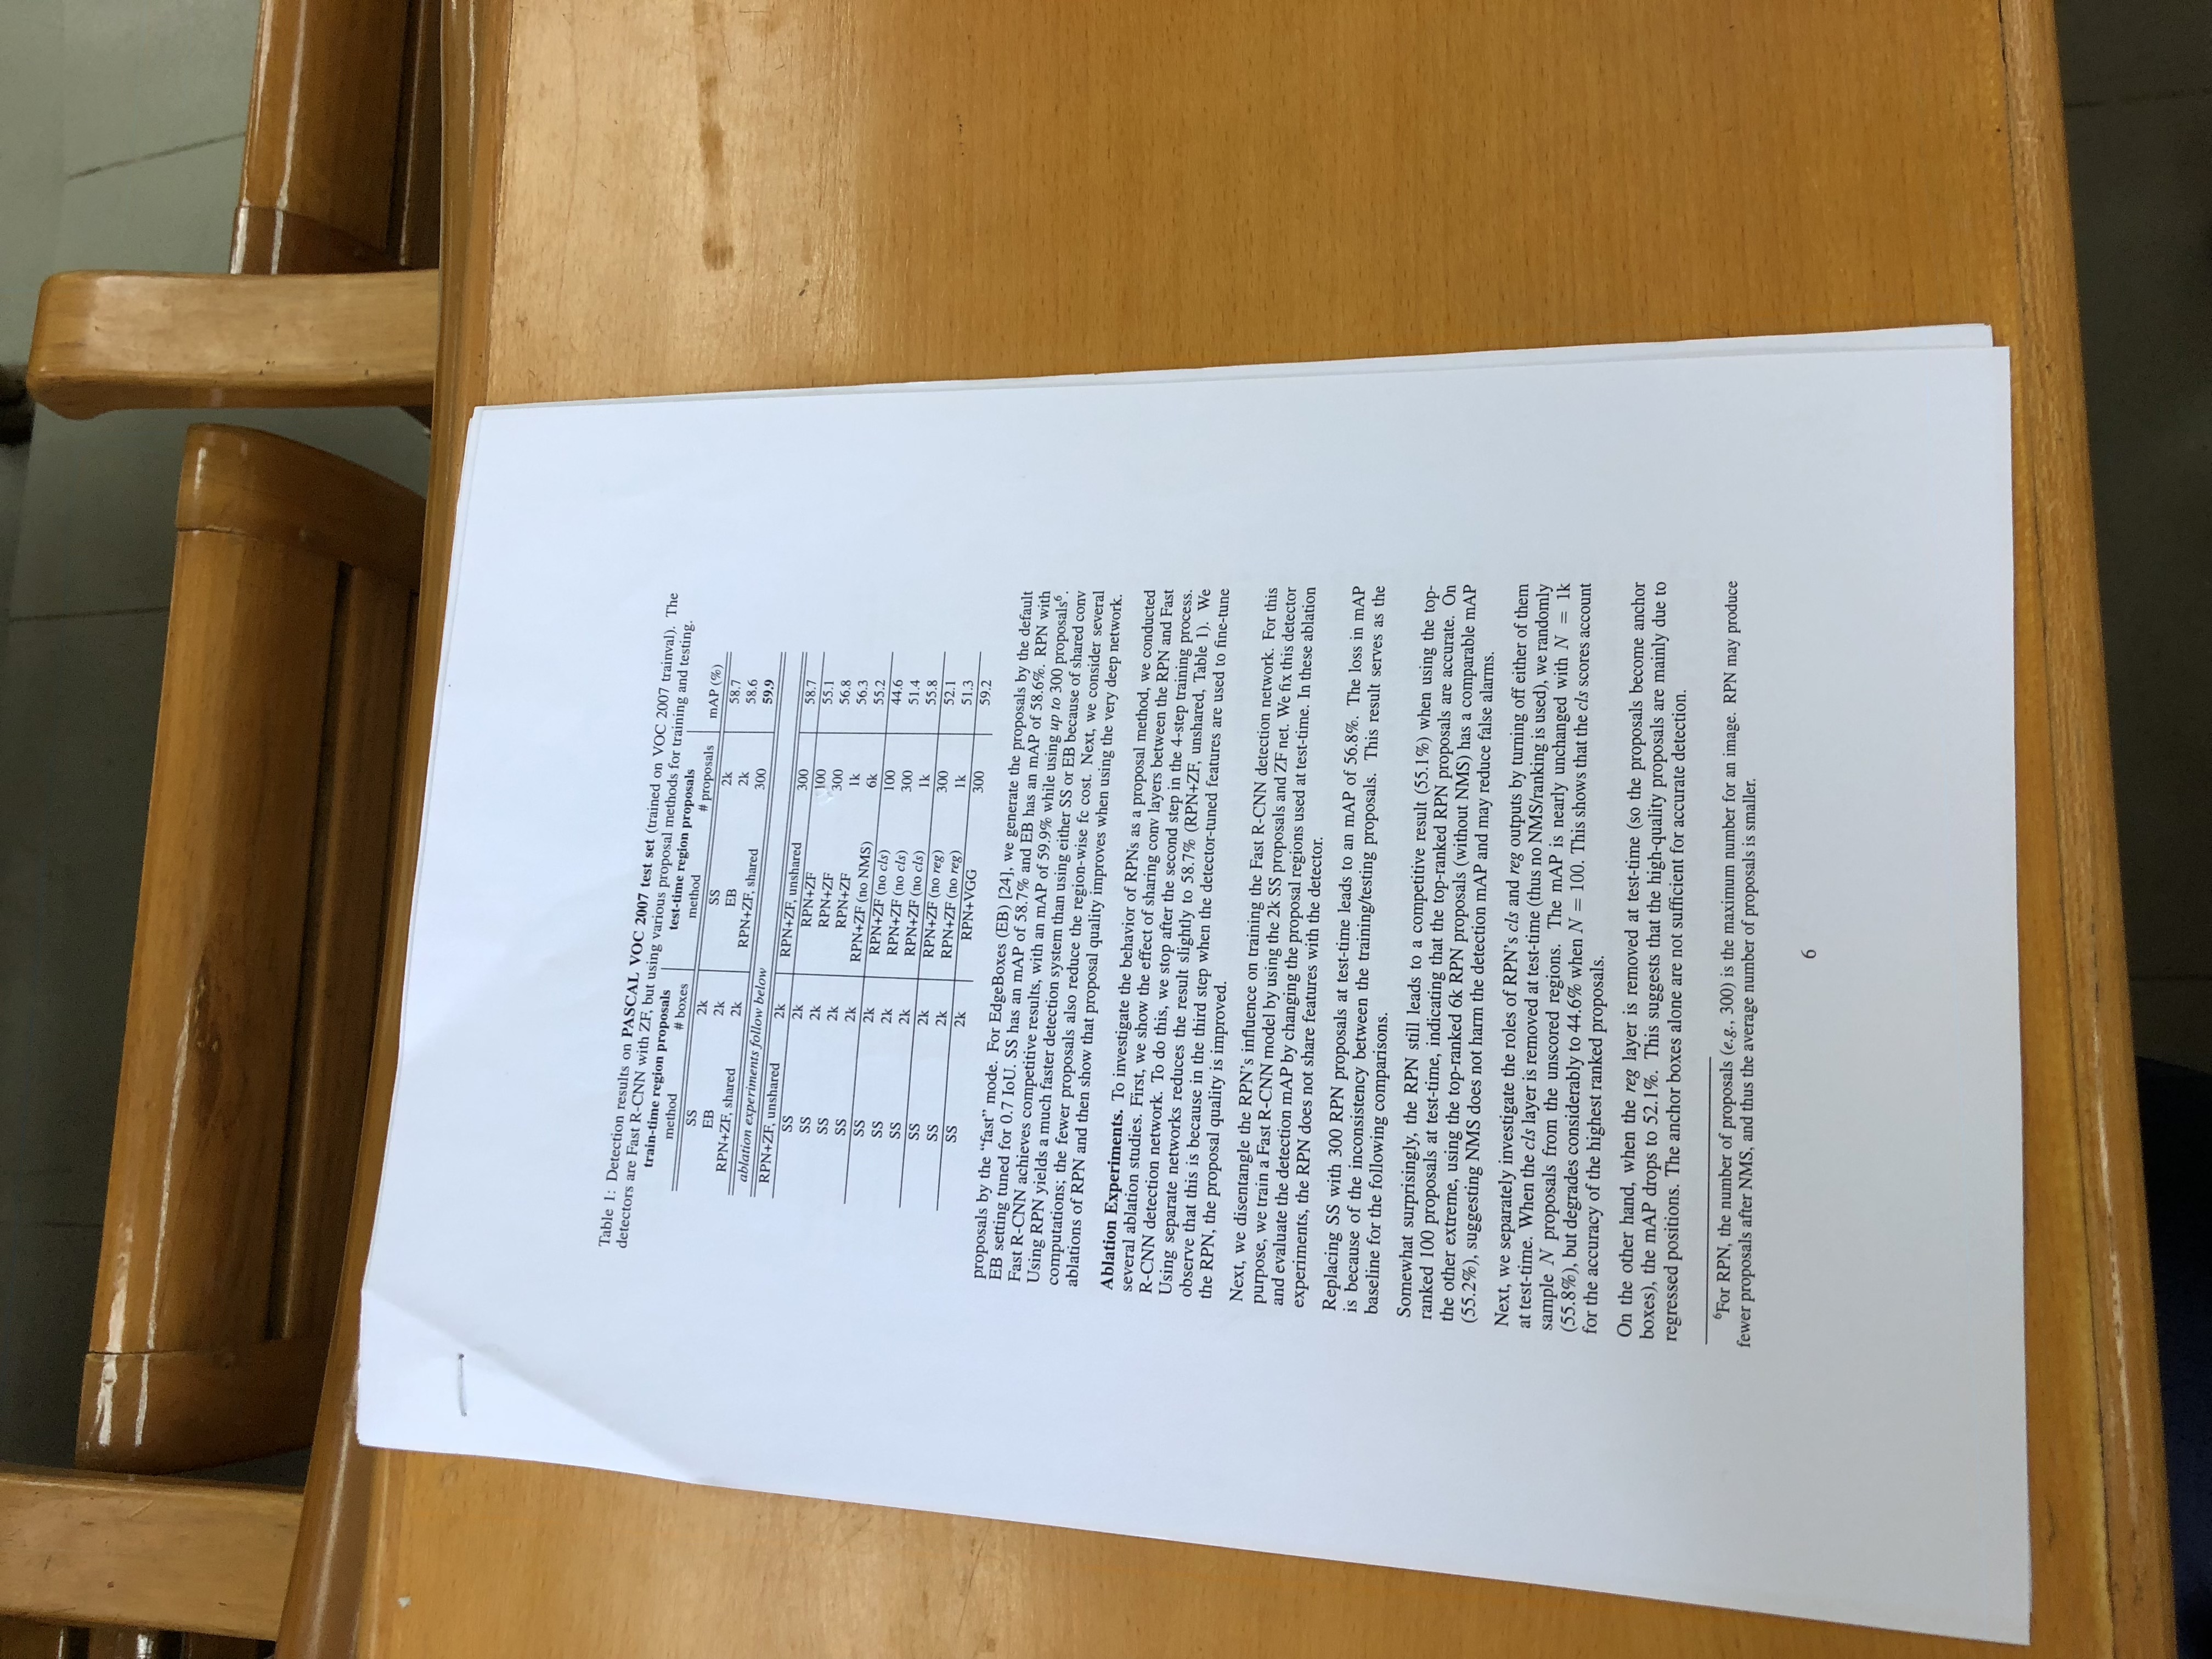 Table 1: Detection results on PASCAL VOC 2007 test set (trained on VOC 2007 trainval). The
detectors are Fast R-CNN with ZF, but using various proposal methods for training and testing.
train-time region proposals test-time region proposals
method # boxes method # proposals mAP (%)
SS 2k SS 2k 58.7
EB 2k EB 2k 58.6
RPN+ZF, shared 2k RPN+ZF, shared 300 59.9
ablation experiments follow below
RPN+ZF, unshared 2k RPN+ZF, unshared 300 58.7
SS 2k RPN+ZF 100 55.1
SS 2k RPN+ZF 300 56.8
SS 2k RPN+ZF 1k 56.3
SS 2k RPN+ZF (no NMS) 6k 55.2
SS 2k RPN+ZF (no cls) 100 44.6
SS 2k RPN+ZF (no cls) 300 51.4
SS 2k RPN+ZF (no cls) 1k 55.8
SS 2k RPN+ZF (no reg) 300 52.1
SS 2k RPN+ZF (no reg) 1k 51.3
SS 2k RPN+VGG 300 59.2
proposals by the “fast” mode. For EdgeBoxes (EB) [24], we generate the proposals by the default
EB setting tuned for 0.7 IoU. SS has an mAP of 58.7% and EB has an mAP of 58.6%. RPN with
Fast R-CNN achieves competitive results, with an mAP of 59.9% while using up to 300 proposals⁶.
Using RPN yields a much faster detection system than using either SS or EB because of shared conv
computations; the fewer proposals also reduce the region-wise fc cost. Next, we consider several
ablations of RPN and then show that proposal quality improves when using the very deep network.
Ablation Experiments. To investigate the behavior of RPNs as a proposal method, we conducted
several ablation studies. First, we show the effect of sharing conv layers between the RPN and Fast
R-CNN detection network. To do this, we stop after the second step in the 4-step training process.
Using separate networks reduces the result slightly to 58.7% (RPN+ZF, unshared, Table 1). We
observe that this is because in the third step when the detector-tuned features are used to fine-tune
the RPN, the proposal quality is improved.
Next, we disentangle the RPN’s influence on training the Fast R-CNN detection network. For this
purpose, we train a Fast R-CNN model by using the 2k SS proposals and ZF net. We fix this detector
and evaluate the detection mAP by changing the proposal regions used at test-time. In these ablation
experiments, the RPN does not share features with the detector.
Replacing SS with 300 RPN proposals at test-time leads to an mAP of 56.8%. The loss in mAP
is because of the inconsistency between the training/testing proposals. This result serves as the
baseline for the following comparisons.
Somewhat surprisingly, the RPN still leads to a competitive result (55.1%) when using the top-
ranked 100 proposals at test-time, indicating that the top-ranked RPN proposals are accurate. On
the other extreme, using the top-ranked 6k RPN proposals (without NMS) has a comparable mAP
(55.2%), suggesting NMS does not harm the detection mAP and may reduce false alarms.
Next, we separately investigate the roles of RPN’s cls and reg outputs by turning off either of them
at test-time. When the cls layer is removed at test-time (thus no NMS/ranking is used), we randomly
sample N proposals from the unscored regions. The mAP is nearly unchanged with N = 1k
(55.8%), but degrades considerably to 44.6% when N = 100. This shows that the cls scores account
for the accuracy of the highest ranked proposals.
On the other hand, when the reg layer is removed at test-time (so the proposals become anchor
boxes), the mAP drops to 52.1%. This suggests that the high-quality proposals are mainly due to
regressed positions. The anchor boxes alone are not sufficient for accurate detection.
⁶For RPN, the number of proposals (e.g., 300) is the maximum number for an image. RPN may produce
fewer proposals after NMS, and thus the average number of proposals is smaller.
6